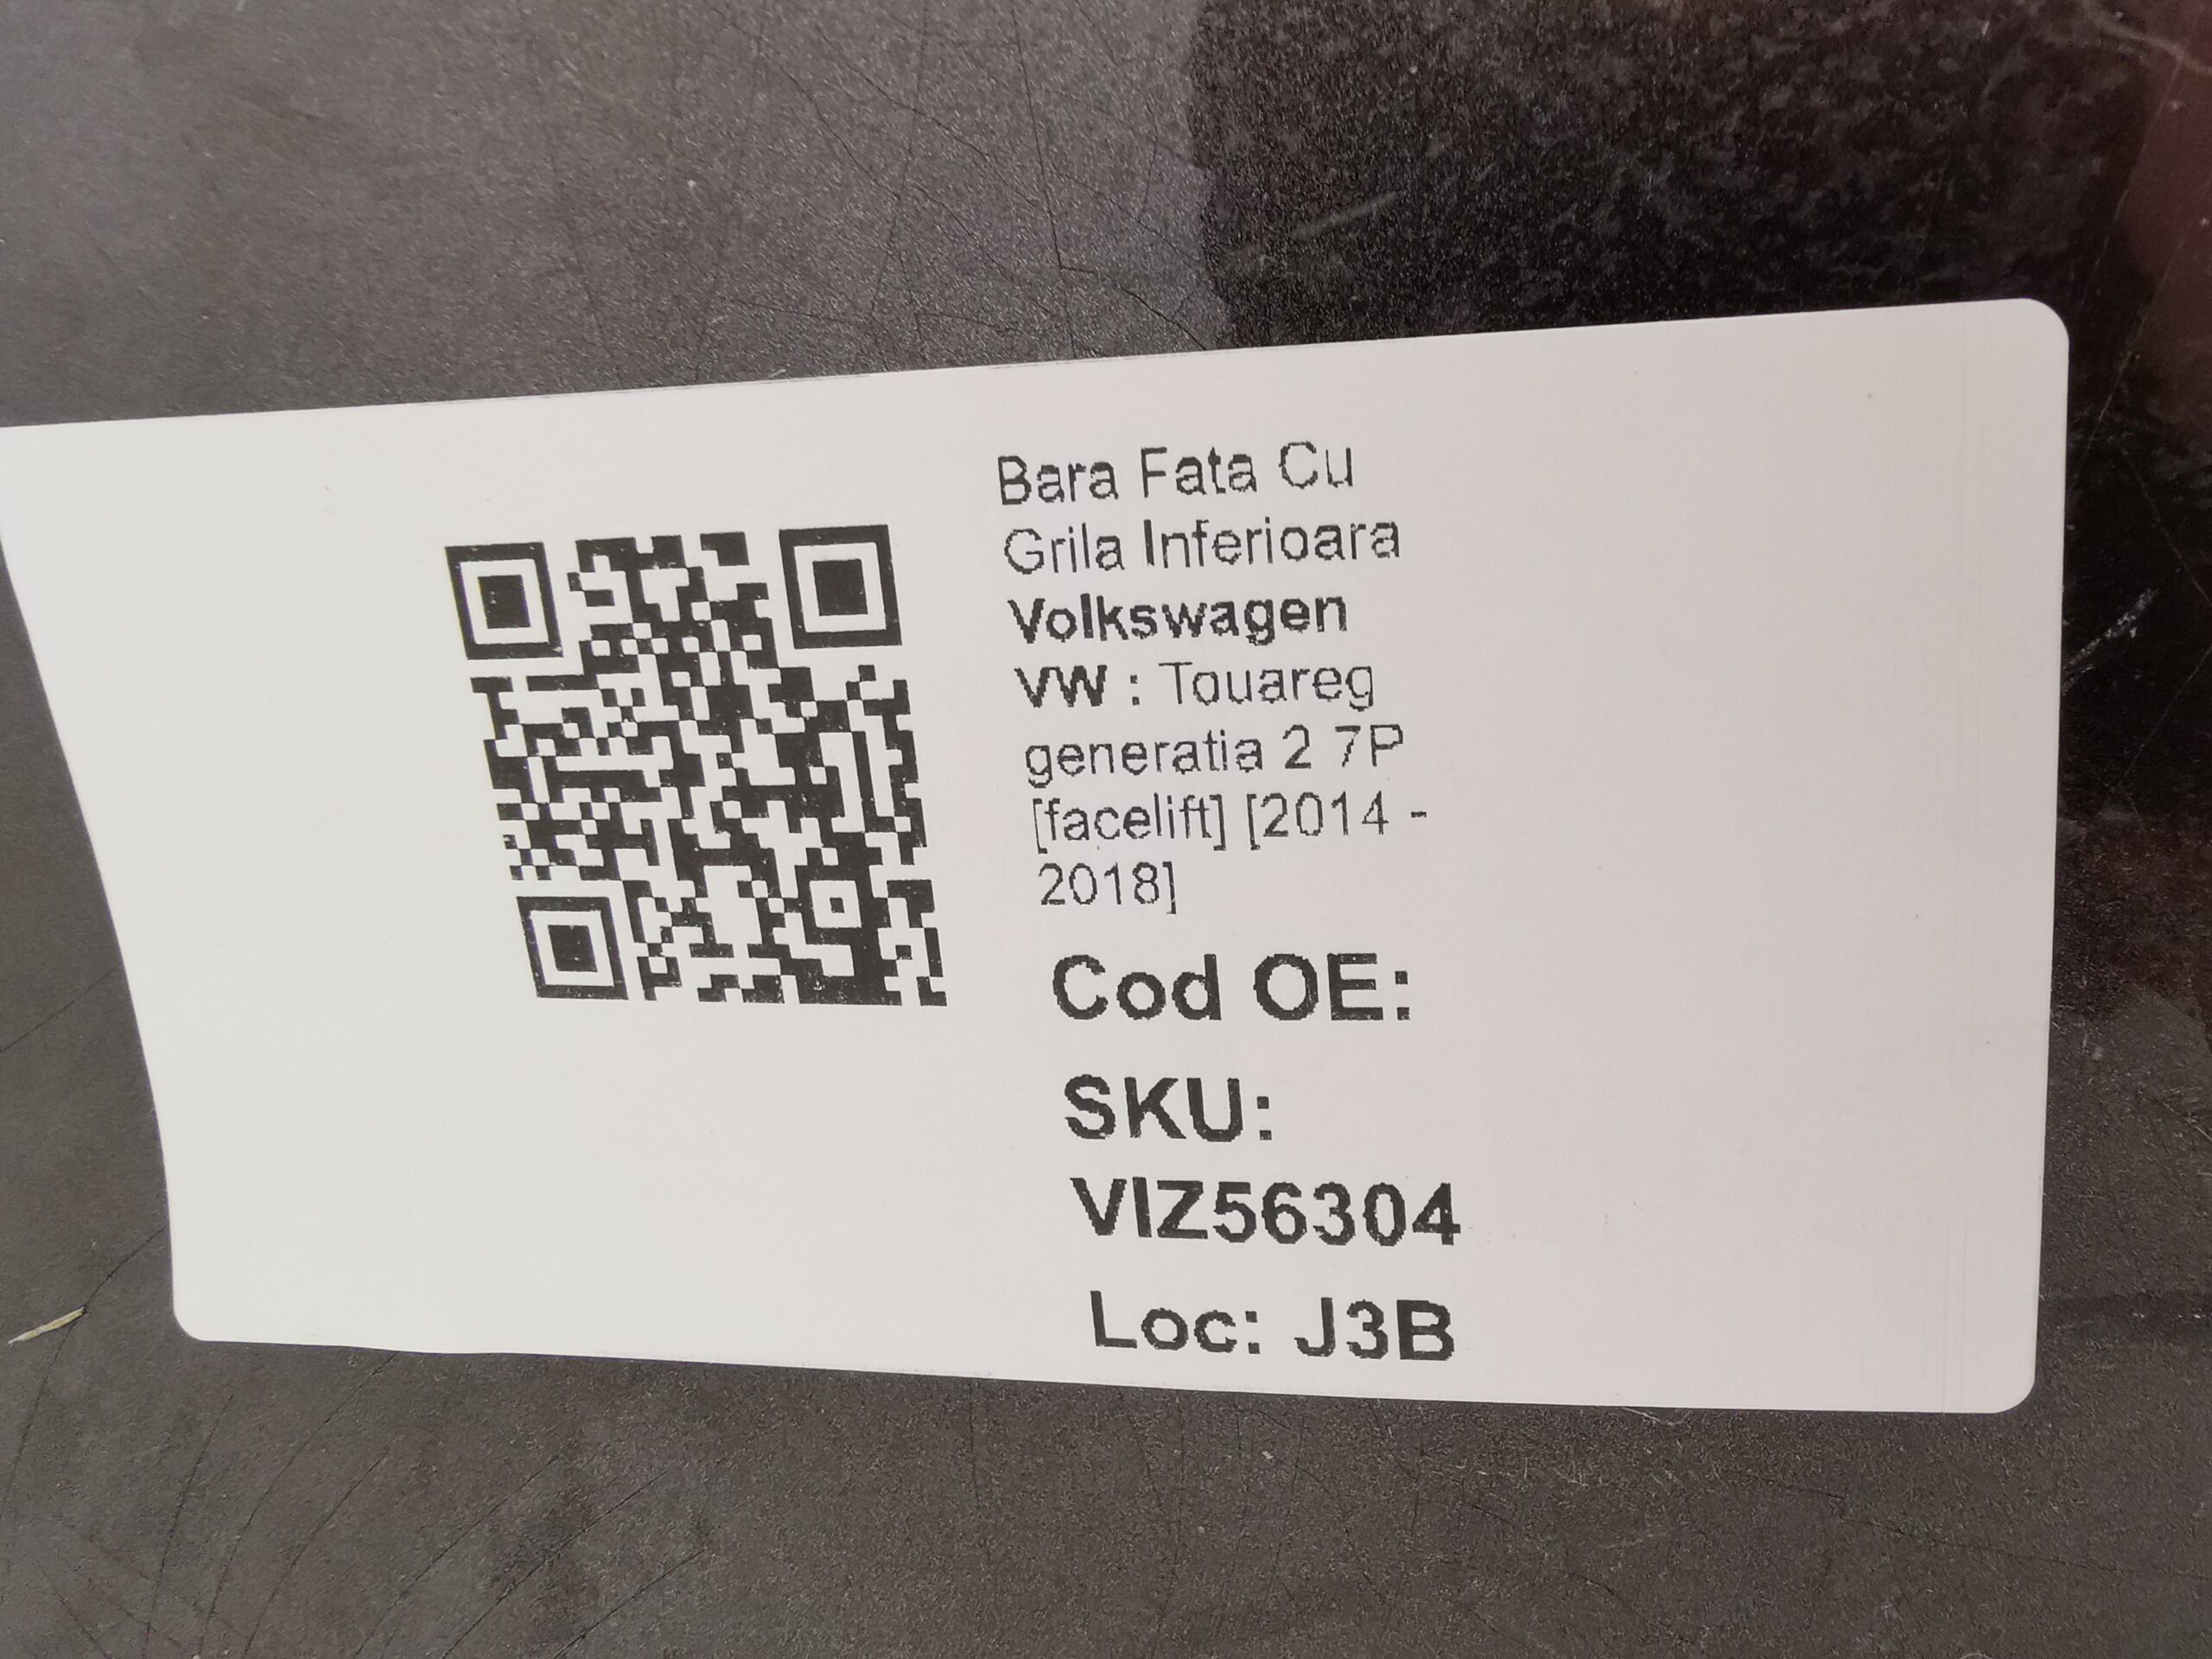 Bara Fata Cu
Grila Inferioara
Volkswagen
VW : Touareg
generatia 2 7P
[facelift] [2014 -
2018]
Cod OE:
SKU:
VIZ56304
Loc: J3B